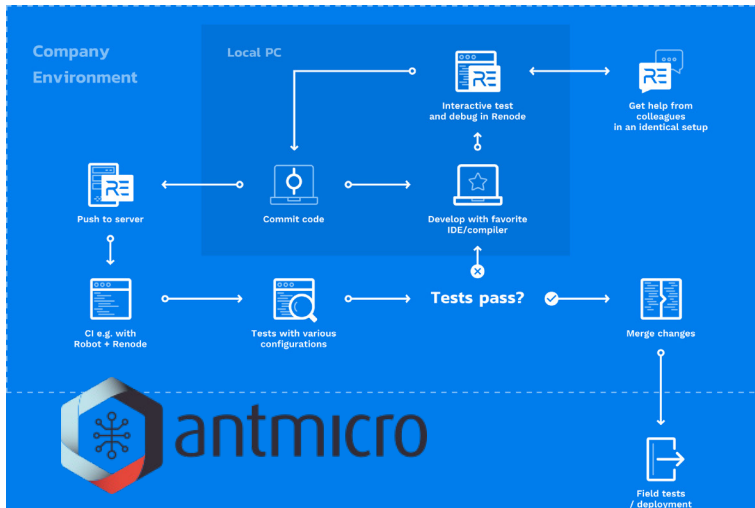 Company
Environment
Local PC
RE
Interactive test
and debug in Renode
RE
Get help from
colleagues
in an identical setup
RE
Push to server
Commit code
Develop with favorite
IDE/compiler
CI e.g. with
Robot + Renode
Tests with various
configurations
Tests pass?
Merge changes
antmicro
Field tests
/ deployment